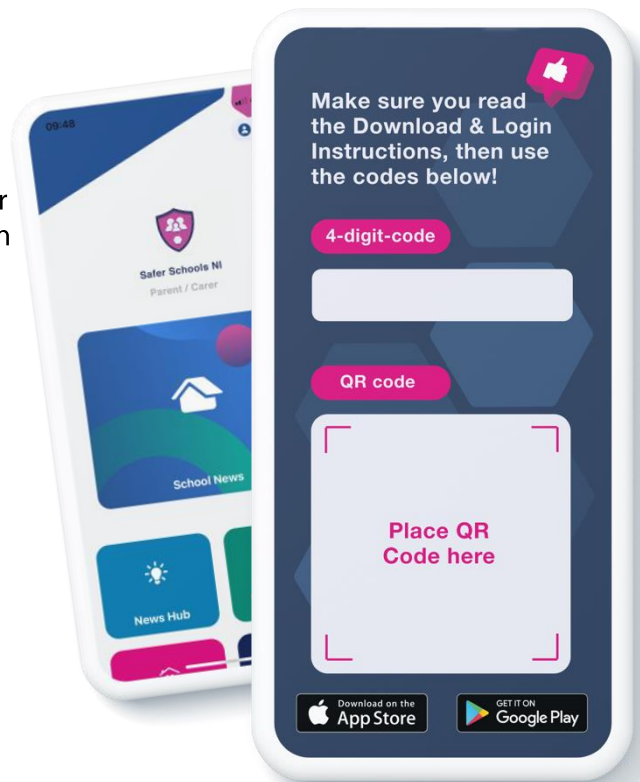 09:48
Safer Schools NI
Parent / Carer
School News
News Hub
Make sure you read
the Download & Login
Instructions, then use
the codes below!
4-digit-code
QR code
Place QR
Code here
Download on the
App Store
GET IT ON
Google Play